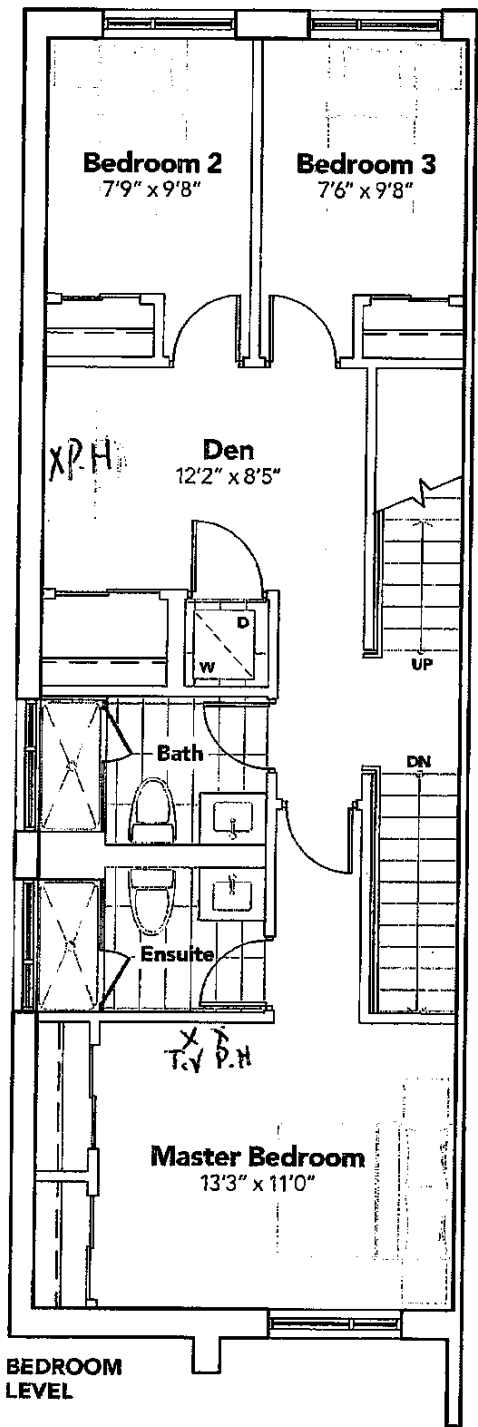 Bedroom 2
7'9" x 9'8"
Bedroom 3
7'6" x 9'8"
Den
12'2" x 8'5"
XP.H
D
W
UP
Bath
DN
Ensuite
X
T.V P.H
Master Bedroom
13'3" x 11'0"
BEDROOM
LEVEL